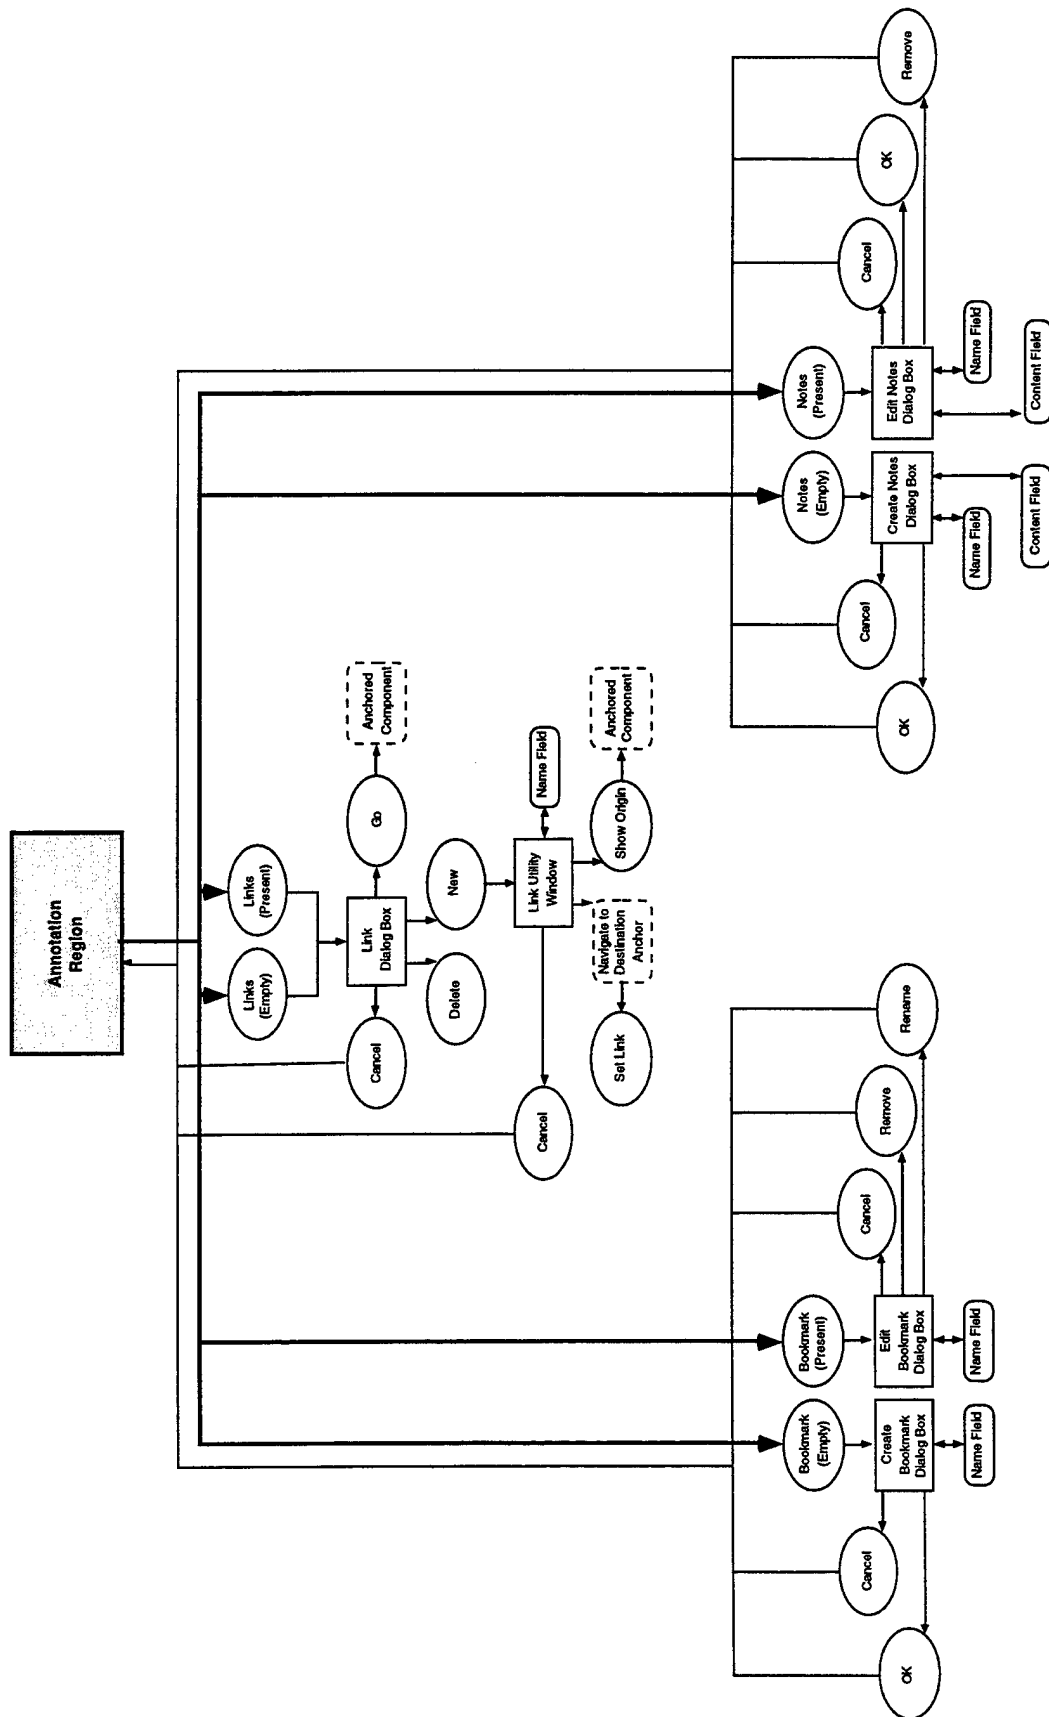 Annotation
Region
Links
(Empty)
Links
(Present)
Cancel
Link
Dialog Box
Go
Anchored
Component
Delete
New
Cancel
Link Utility
Window
Name Field
Set Link
Navigate to
Destination
Anchor
Show Origin
Anchored
Component
Bookmark
(Empty)
Bookmark
(Present)
Notes
(Empty)
Notes
(Present)
OK
Cancel
Create
Bookmark
Dialog Box
Edit
Bookmark
Dialog Box
Cancel
Remove
Rename
Name Field
Name Field
OK
Cancel
Create Notes
Dialog Box
Edit Notes
Dialog Box
Cancel
OK
Remove
Name Field
Name Field
Content Field
Content Field